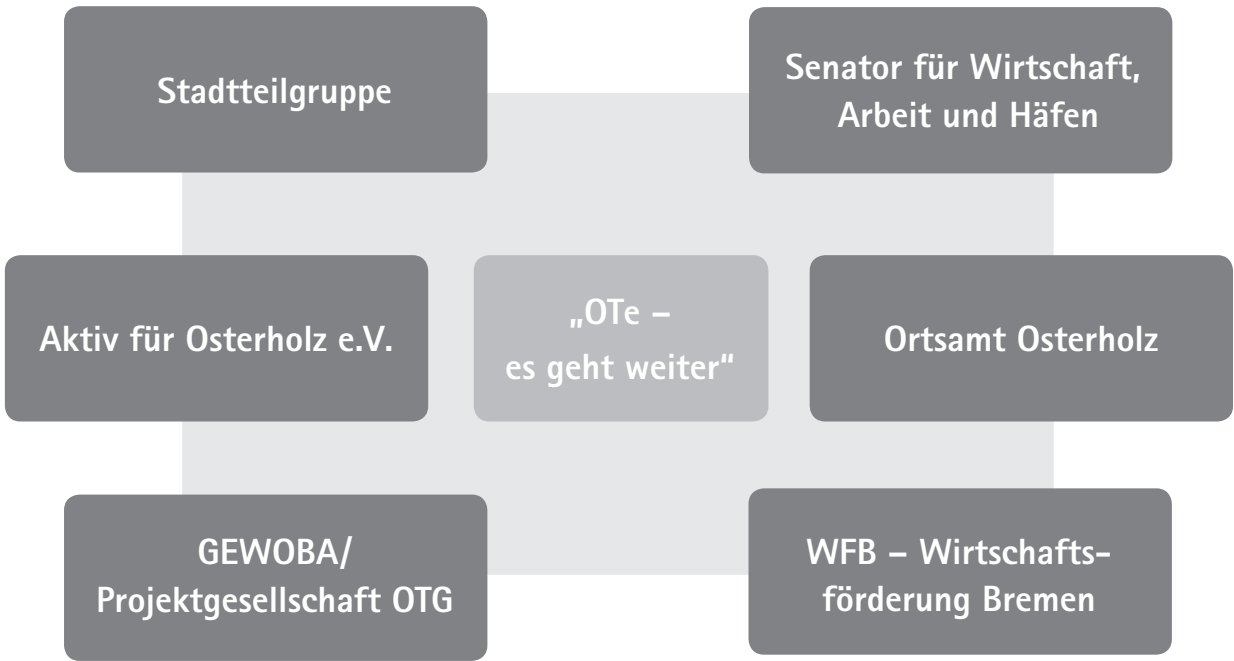 Stadtteilgruppe
Senator für Wirtschaft,
Arbeit und Häfen
Aktiv für Osterholz e.V.
„OTe –
es geht weiter“
Ortsamt Osterholz
GEWOBA/
Projektgesellschaft OTG
WFB – Wirtschafts-
förderung Bremen